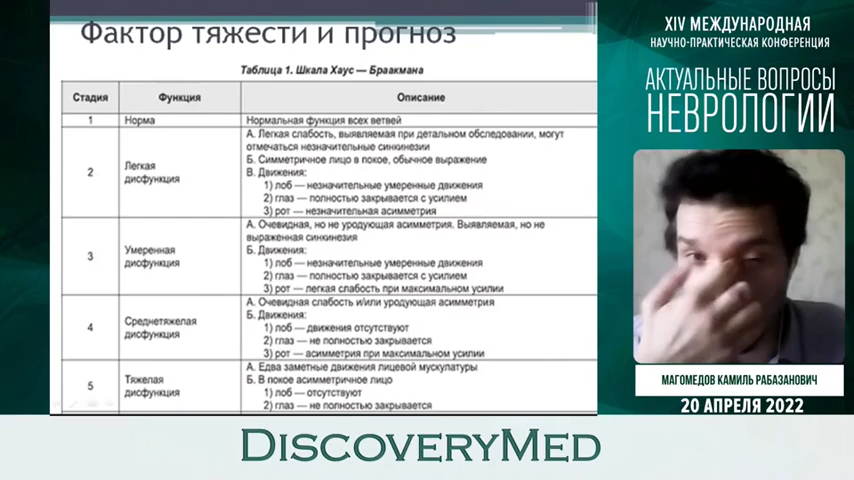 Фактор тяжести и прогноз
Таблица 1. Шкала Хаус — Браакмана
Стадия
Функция
Описание
1
Норма
Нормальная функция всех ветвей
2
Легкая
дисфункция
А. Легкая слабость, выявляемая при детальном обследовании, могут
отмечаться незначительные синкинезии
Б. Симметричное лицо в покое, обычное выражение
В. Движения:
1) лоб — незначительные умеренные движения
2) глаз — полностью закрывается с усилием
3) рот — незначительная асимметрия
3
Умеренная
дисфункция
А. Очевидная, но не уродующая асимметрия. Выявляемая, но не
выраженная синкинезия
Б. Движения:
1) лоб — незначительные умеренные движения
2) глаз — полностью закрывается с усилием
3) рот — легкая слабость при максимальном усилии
4
Среднетяжелая
дисфункция
А. Очевидная слабость и/или уродующая асимметрия
Б. Движения:
1) лоб — движения отсутствуют
2) глаз — не полностью закрывается
3) рот — асимметрия при максимальном усилии
5
Тяжелая
дисфункция
А. Едва заметные движения лицевой мускулатуры
Б. В покое асимметричное лицо
1) лоб — отсутствуют
2) глаз — не полностью закрывается
XIV МЕЖДУНАРОДНАЯ
НАУЧНО-ПРАКТИЧЕСКАЯ КОНФЕРЕНЦИЯ
АКТУАЛЬНЫЕ ВОПРОСЫ
НЕВРОЛОГИИ
МАГОМЕДОВ КАМИЛЬ РАБАЗАНОВИЧ
20 АПРЕЛЯ 2022
DISCOVERYMED